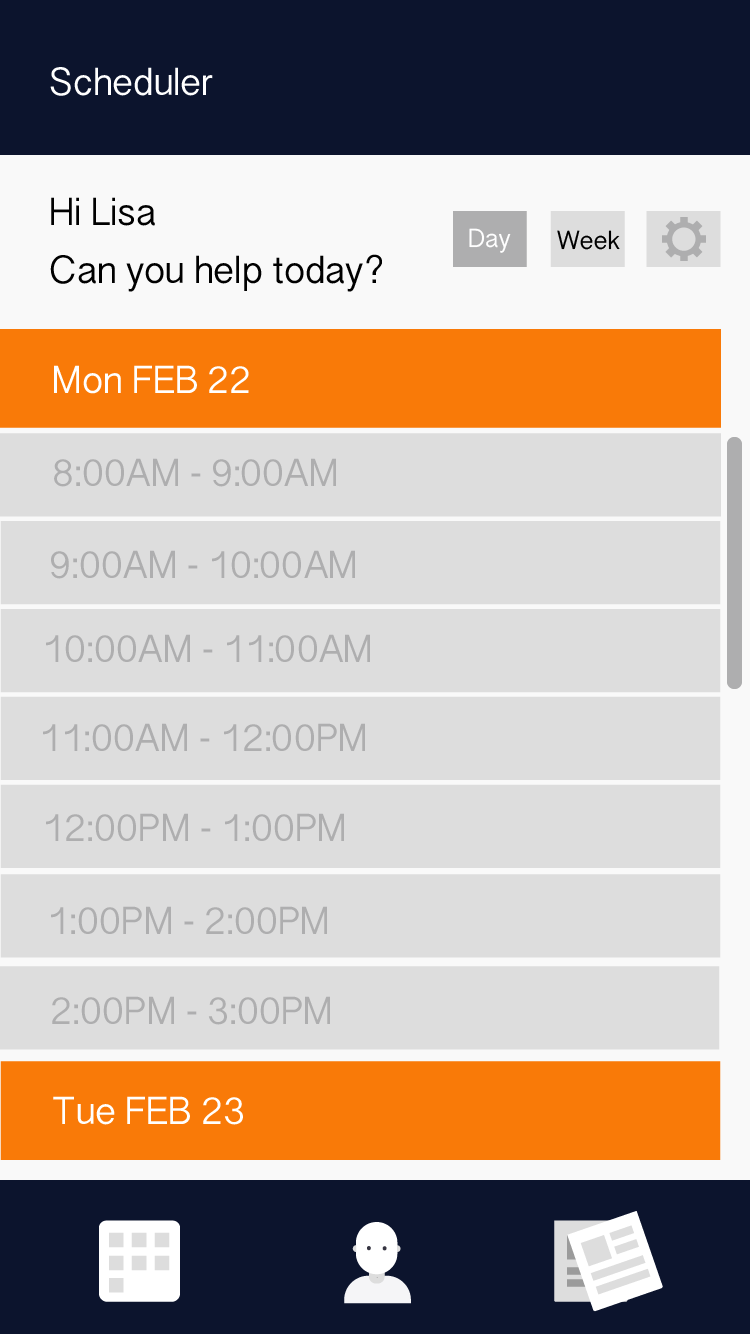 Scheduler
Hi Lisa
Can you help today?
Day
Week
Mon FEB 22
8:00AM - 9:00AM
9:00AM - 10:00AM
10:00AM - 11:00AM
11:00AM - 12:00PM
12:00PM - 1:00PM
1:00PM - 2:00PM
2:00PM - 3:00PM
Tue FEB 23